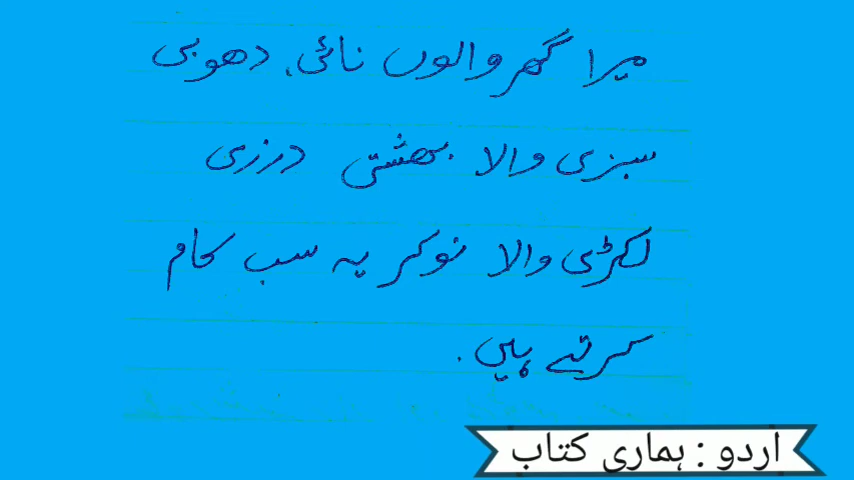 میرا گھر والوں نائی، دھوبی
سبزی والا بھشتی درزی
لکڑی والا نوکر یہ سب کام
کرتے ہیں.
اردو : ہماری کتاب